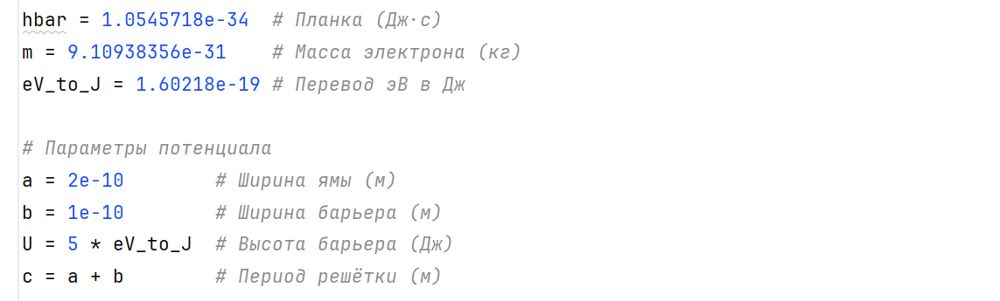 hbar = 1.0545718e-34  # Планка (Дж·с)
m = 9.10938356e-31    # Масса электрона (кг)
eV_to_J = 1.60218e-19 # Перевод эВ в Дж
# Параметры потенциала
a = 2e-10        # Ширина ямы (м)
b = 1e-10        # Ширина барьера (м)
U = 5 * eV_to_J  # Высота барьера (Дж)
c = a + b        # Период решётки (м)